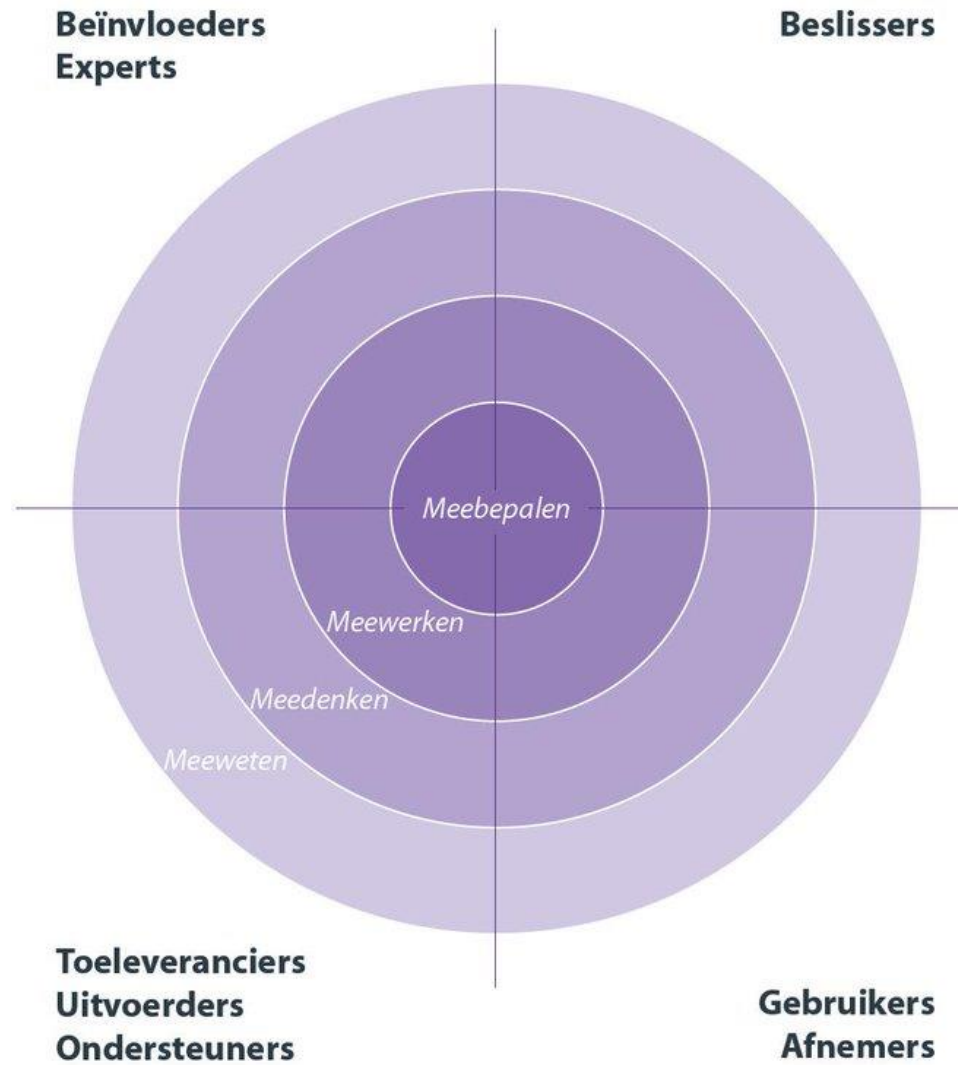 Beïnvloeders
Experts
Beslissers
Meebepalen
Meewerken
Meedenken
Meeweten
Toeleveranciers
Uitvoerders
Ondersteuners
Gebruikers
Afnemers